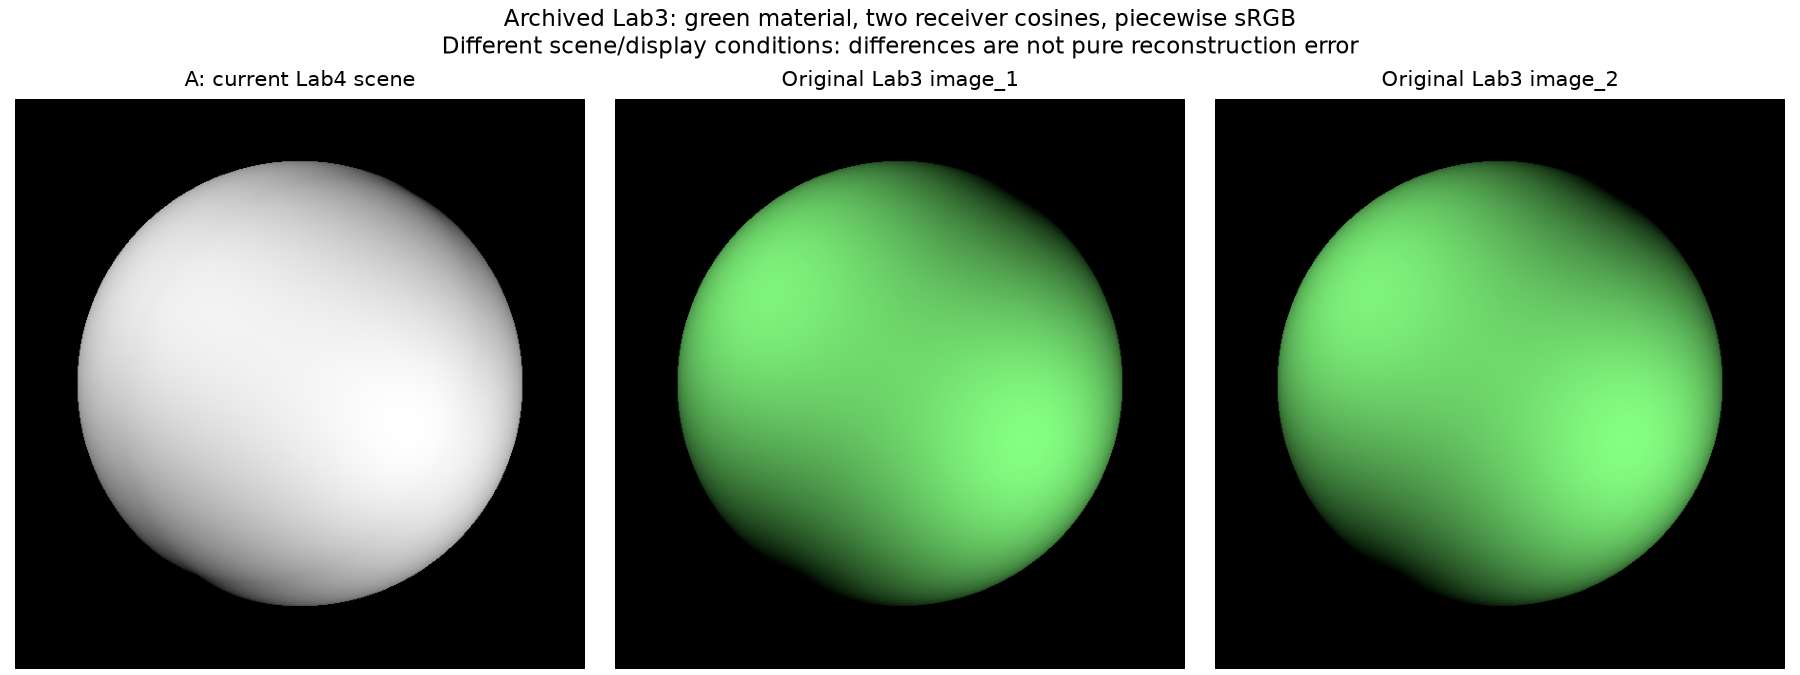 Archived Lab3: green material, two receiver cosines, piecewise sRGB
Different scene/display conditions: differences are not pure reconstruction error
A: current Lab4 scene
Original Lab3 image_1
Original Lab3 image_2